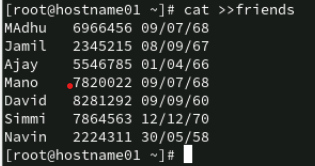 [root@hostname01 ~]# cat >>friends
MAdhu 6966456 09/07/68
Jamil 2345215 08/09/67
Ajay 5546785 01/04/66
Mano 7820022 09/07/68
David 8281292 09/09/60
Simmi 7864563 12/12/70
Navin 2224311 30/05/58
[root@hostname01 ~]#